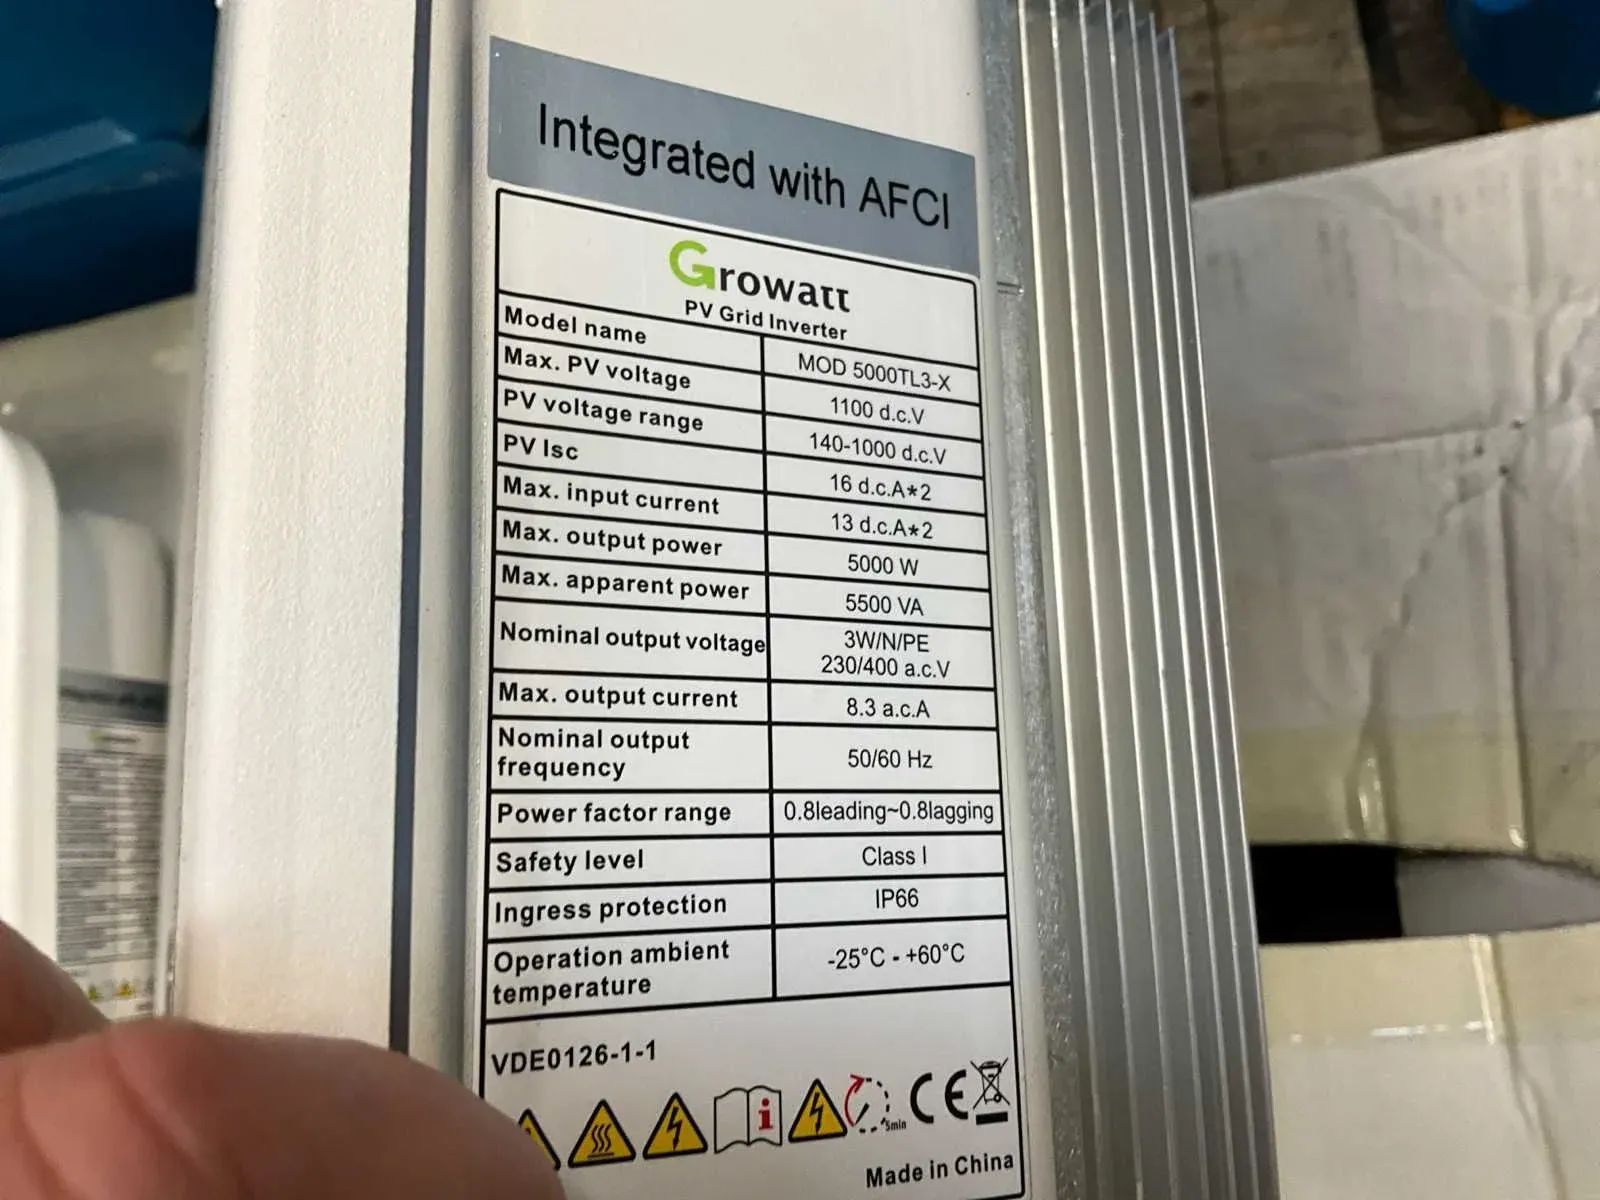 Integrated with AFCI
Growatt
PV Grid Inverter
Model name MOD 5000TL3-X
Max. PV voltage 1100 d.c.V
PV voltage range 140-1000 d.c.V
PV Isc 16 d.c.A*2
Max. input current 13 d.c.A*2
Max. output power 5000 W
Max. apparent power 5500 VA
Nominal output voltage 3W/N/PE
230/400 a.c.V
Max. output current 8.3 a.c.A
Nominal output
frequency 50/60 Hz
Power factor range 0.8leading~0.8lagging
Safety level Class I
Ingress protection IP66
Operation ambient
temperature -25°C - +60°C
VDE0126-1-1
i
5min
CE
Made in China